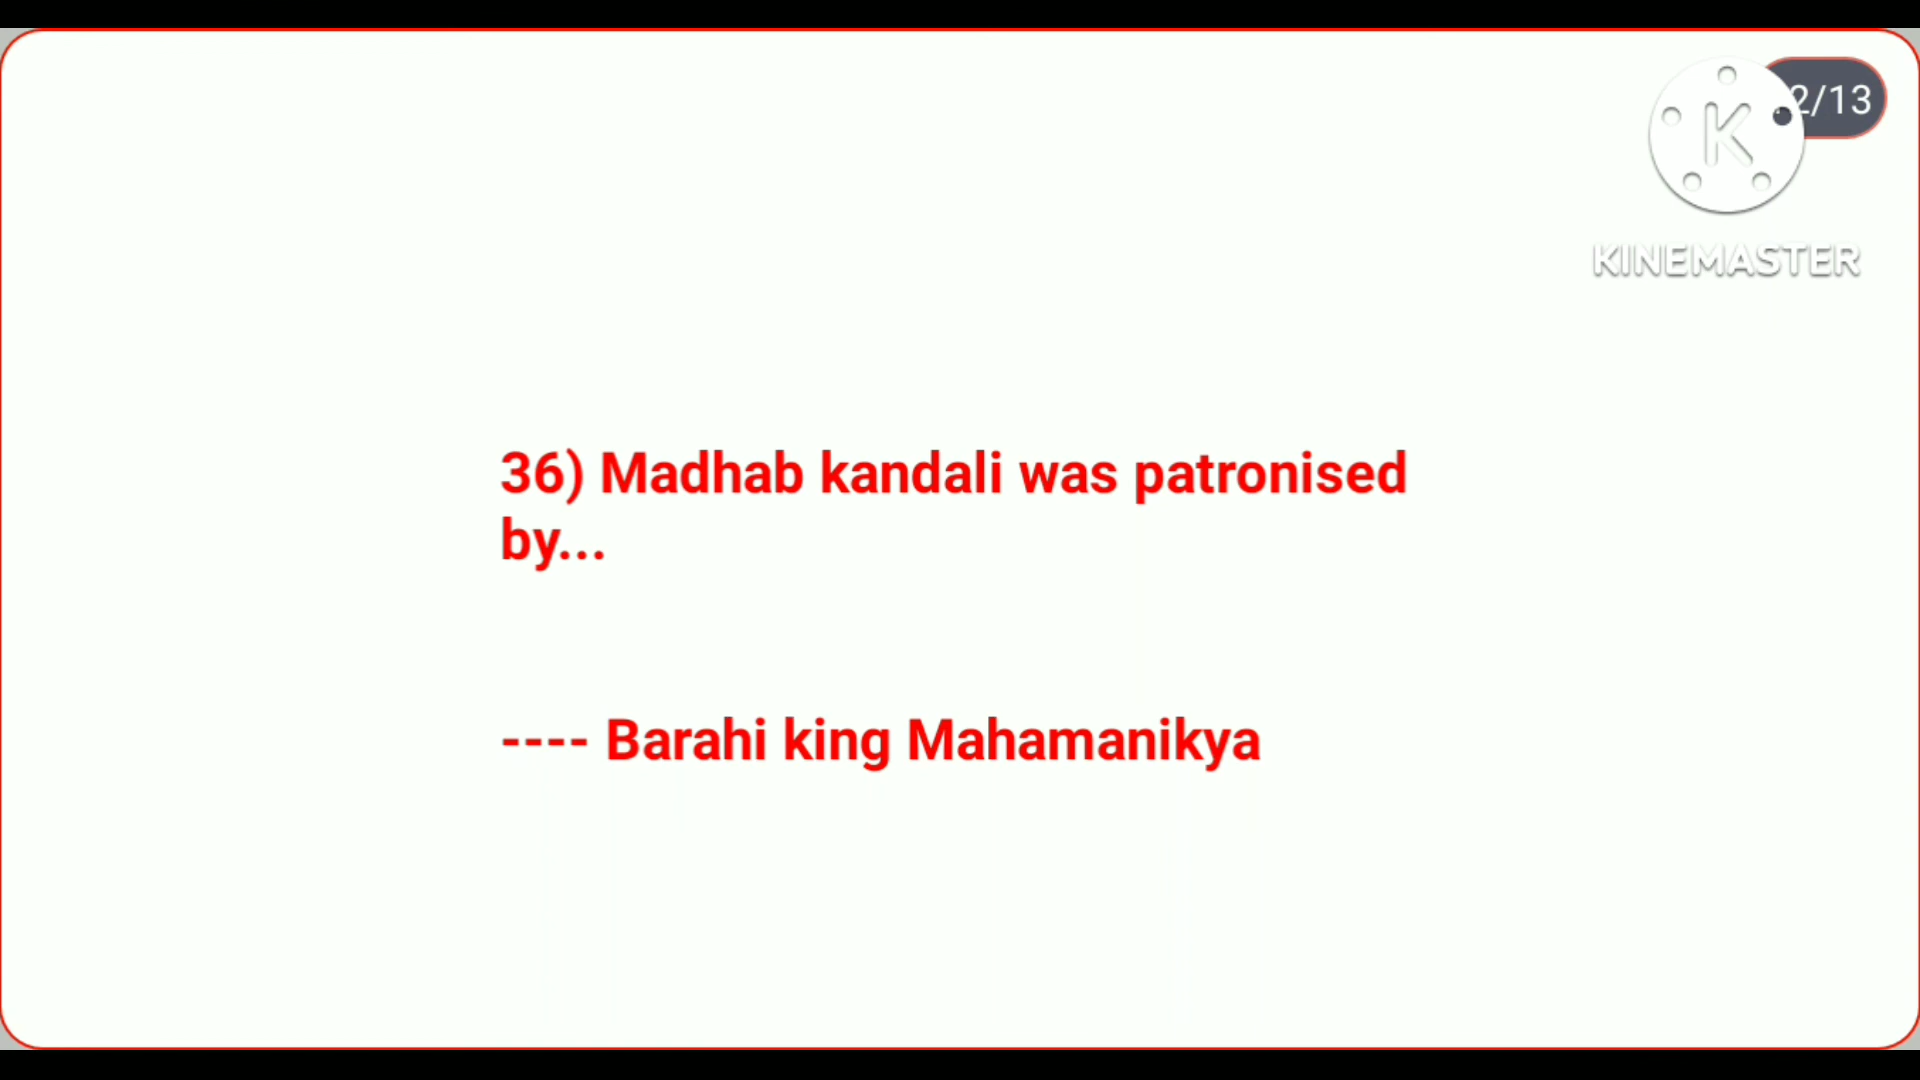 2/13
K
KINEMASTER
36) Madhab kandali was patronised
by...
---- Barahi king Mahamanikya